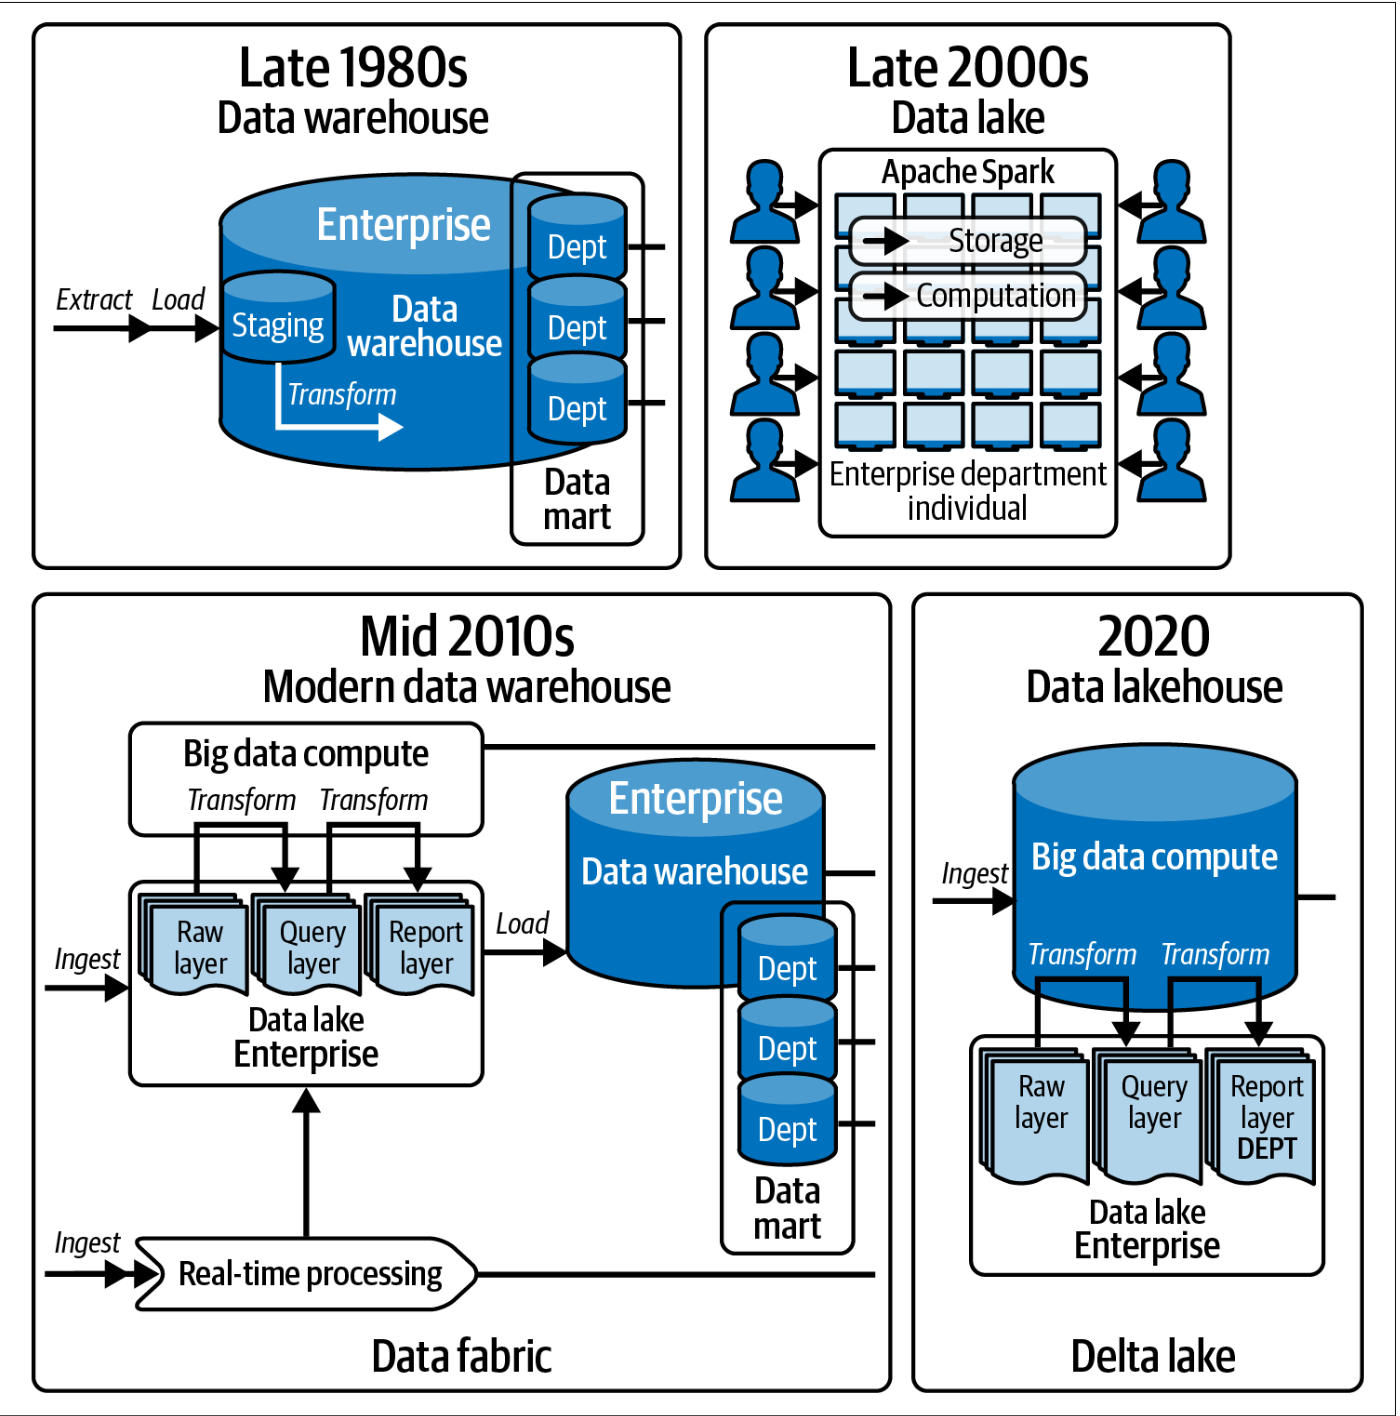 Late 1980s
Data warehouse
Enterprise
Extract Load
Staging
Data
warehouse
Transform
Dept
Dept
Dept
Data
mart
Late 2000s
Data lake
Apache Spark
Storage
Computation
Enterprise department
individual
Mid 2010s
Modern data warehouse
Big data compute
Transform Transform
Ingest
Raw
layer
Query
layer
Report
layer
Data lake
Enterprise
Load
Enterprise
Data warehouse
Dept
Dept
Dept
Data
mart
Ingest
Real-time processing
Data fabric
2020
Data lakehouse
Ingest
Big data compute
Transform Transform
Raw
layer
Query
layer
Report
layer
DEPT
Data lake
Enterprise
Delta lake